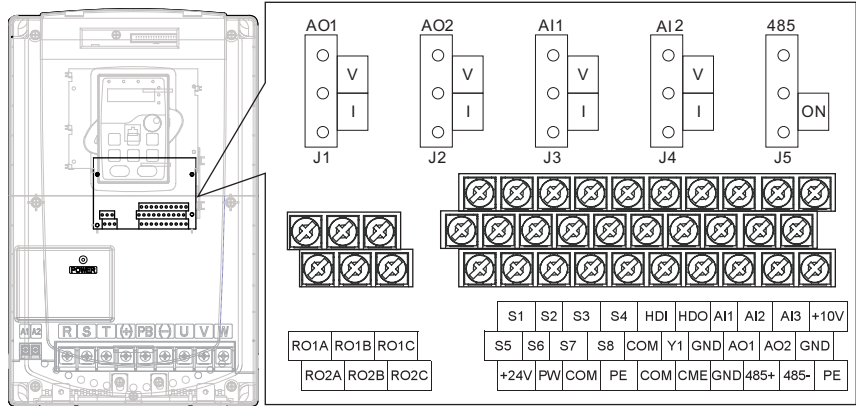 AO1 AO2 AI1 AI2 485
V V V V
I I I I ON
J1 J2 J3 J4 J5
POWER
A1 A2 R S T (+) PB (-) U V W
S1 S2 S3 S4 HDI HDO AI1 AI2 AI3 +10V
RO1A RO1B RO1C S5 S6 S7 S8 COM Y1 GND AO1 AO2 GND
RO2A RO2B RO2C +24V PW COM PE COM CME GND 485+ 485- PE